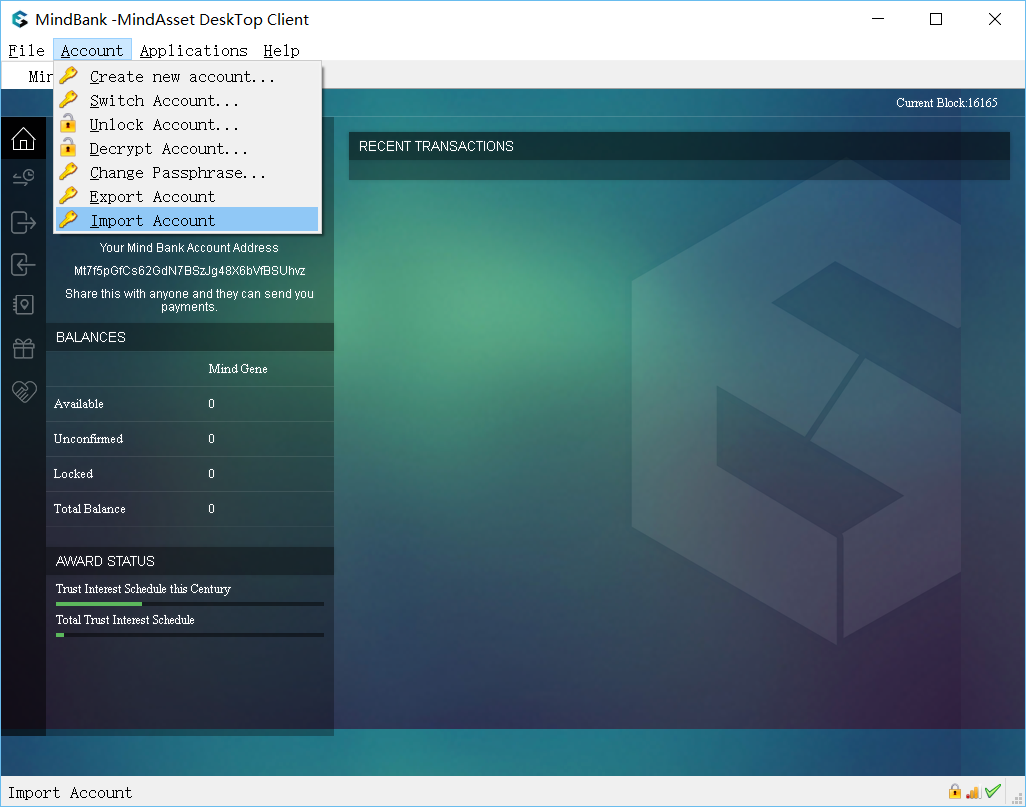 MindBank -MindAsset DeskTop Client
File Account Applications Help
Create new account...
Switch Account...
Unlock Account...
Decrypt Account...
Change Passphrase...
Export Account
Import Account
Current Block:16165
RECENT TRANSACTIONS
Your Mind Bank Account Address
Mt7f5pGfCs62GdN7BSzJg48X6bVfBSUhvz
Share this with anyone and they can send you
payments.
BALANCES
Mind Gene
Available 0
Unconfirmed 0
Locked 0
Total Balance 0
AWARD STATUS
Trust Interest Schedule this Century
Total Trust Interest Schedule
Import Account